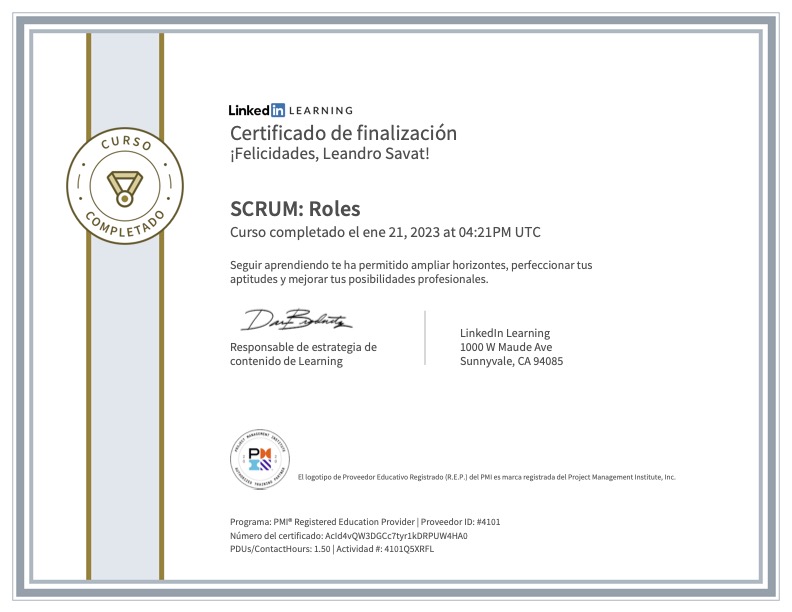 CURSO
COMPLETADO
LinkedIn LEARNING
Certificado de finalización
¡Felicidades, Leandro Savat!
SCRUM: Roles
Curso completado el ene 21, 2023 at 04:21PM UTC
Seguir aprendiendo te ha permitido ampliar horizontes, perfeccionar tus
aptitudes y mejorar tus posibilidades profesionales.
Responsable de estrategia de
contenido de Learning
LinkedIn Learning
1000 W Maude Ave
Sunnyvale, CA 94085
PROJECT MANAGEMENT INSTITUTE
PMI
AUTHORIZED TRAINING PARTNER
El logotipo de Proveedor Educativo Registrado (R.E.P.) del PMI es marca registrada del Project Management Institute, Inc.
Programa: PMI® Registered Education Provider | Proveedor ID: #4101
Número del certificado: AcId4vQW3DGCc7tyr1kDRPUW4HA0
PDUs/ContactHours: 1.50 | Actividad #: 4101Q5XRFL